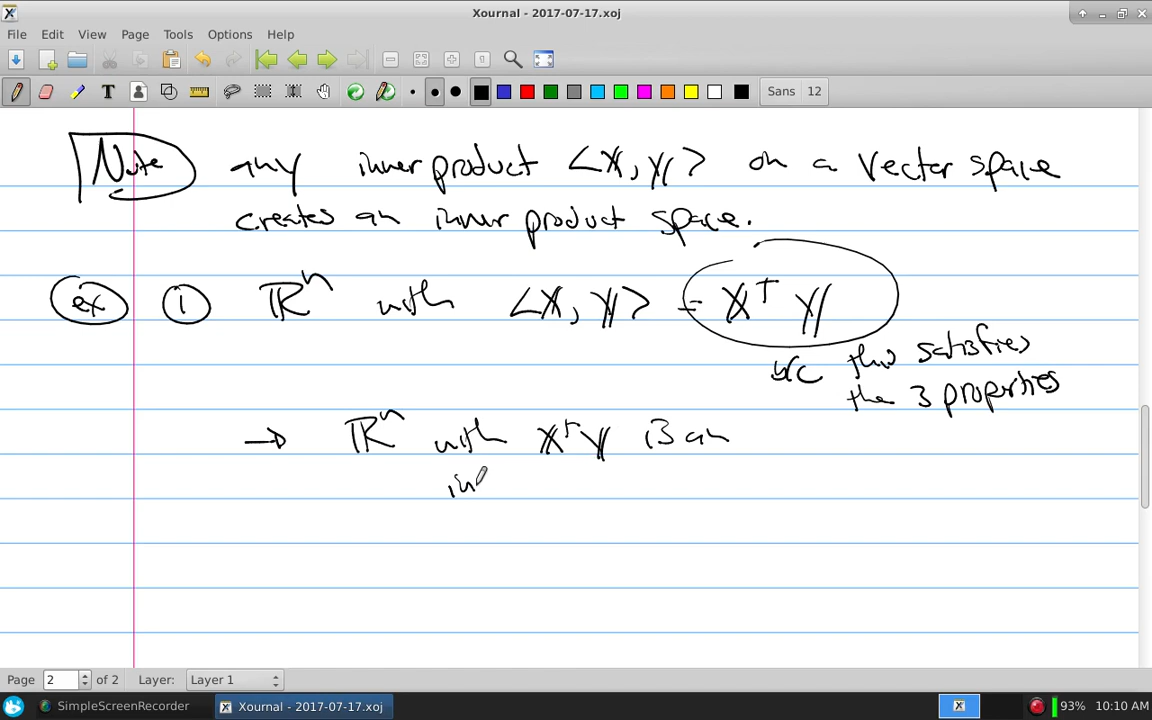 Xournal - 2017-07-17.xoj
File Edit View Page Tools Options Help
Sans 12
Note any inner product <X, Y> on a vector space
creates an inner product space.
ex 1 ℝⁿ with <X, Y> = Xᵀ Y
we this satisfies
the 3 properties
→ ℝⁿ with XᵀY is an
in
Page 2 of 2 Layer: Layer 1
SimpleScreenRecorder Xournal - 2017-07-17.xoj 93% 10:10 AM